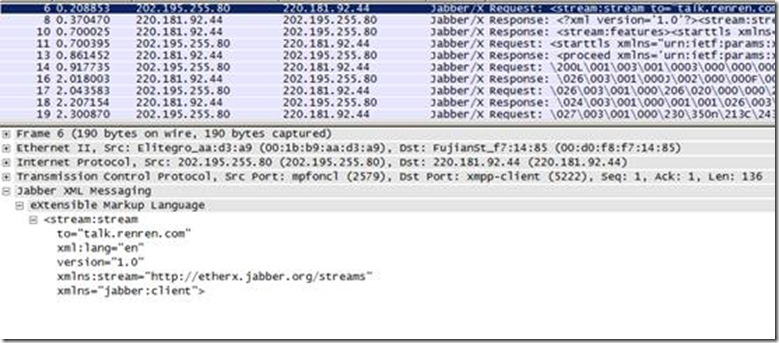 6 0.208853 202.195.255.80 220.181.92.44 Jabber/X Request: <stream:stream to="talk.renren.com
8 0.370470 220.181.92.44 202.195.255.80 Jabber/X Response: <?xml version='1.0'?><stream:stre
10 0.700025 220.181.92.44 202.195.255.80 Jabber/X Response: <stream:features><starttls xmlns
11 0.700395 202.195.255.80 220.181.92.44 Jabber/X Request: <starttls xmlns="urn:ietf:params:x
13 0.861452 220.181.92.44 202.195.255.80 Jabber/X Response: <proceed xmlns='urn:ietf:params:
14 0.917735 202.195.255.80 220.181.92.44 Jabber/X Request: \200L\001\003\001\0003\000\000\0
16 2.018003 220.181.92.44 202.195.255.80 Jabber/X Response: \026\003\001\000J\002\000\000F\0
17 2.043583 202.195.255.80 220.181.92.44 Jabber/X Request: \026\003\001\000\206\020\000\000\
18 2.207154 220.181.92.44 202.195.255.80 Jabber/X Response: \024\003\001\000\001\001\026\003
19 2.300870 202.195.255.80 220.181.92.44 Jabber/X Request: \027\003\001\000 \230\350n\213C\24
Frame 6 (190 bytes on wire, 190 bytes captured)
Ethernet II, Src: Elitegro_aa:d3:a9 (00:1b:b9:aa:d3:a9), Dst: FujianSt_f7:14:85 (00:d0:f8:f7:14:85)
Internet Protocol, Src: 202.195.255.80 (202.195.255.80), Dst: 220.181.92.44 (220.181.92.44)
Transmission Control Protocol, Src Port: mpfoncl (2579), Dst Port: xmpp-client (5222), Seq: 1, Ack: 1, Len: 136
Jabber XML Messaging
eXtensible Markup Language
<stream:stream
to="talk.renren.com"
xml:lang="en"
version="1.0"
xmlns:stream="http://etherx.jabber.org/streams"
xmlns="jabber:client">